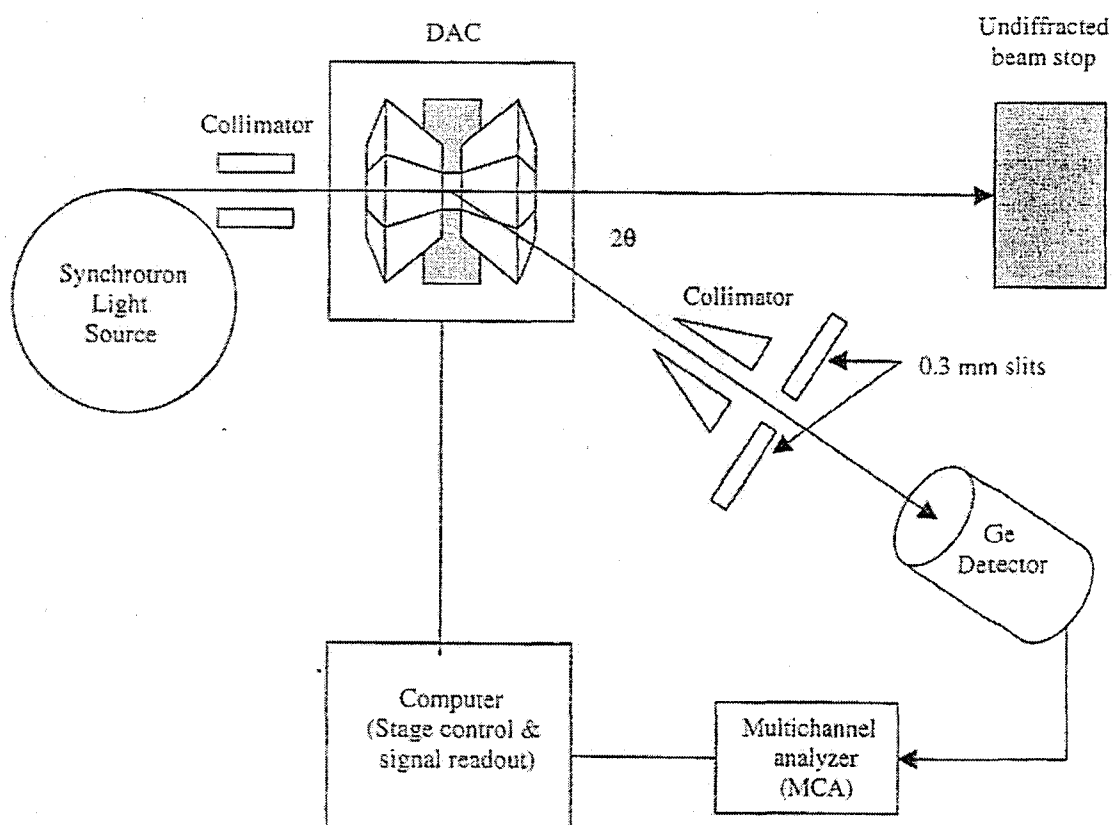 DAC
Undiffracted
beam stop
Collimator
2θ
Synchrotron
Light
Source
Collimator
0.3 mm slits
Ge
Detector
Computer
(Stage control &
signal readout)
Multichannel
analyzer
(MCA)